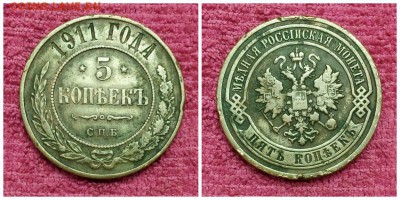 1911 ГОДА
5
КОПѢЕКЪ
С.П.Б.
МѢДНАЯ РОССІЙСКАЯ МОНЕТА
ПЯТЬ КОПѢЕКЪ